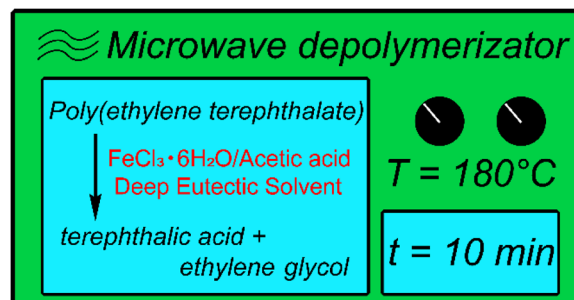 Microwave depolymerizator
Poly(ethylene terephthalate)
FeCl₃•6H₂O/Acetic acid
Deep Eutectic Solvent
terephthalic acid +
ethylene glycol
T = 180°C
t = 10 min